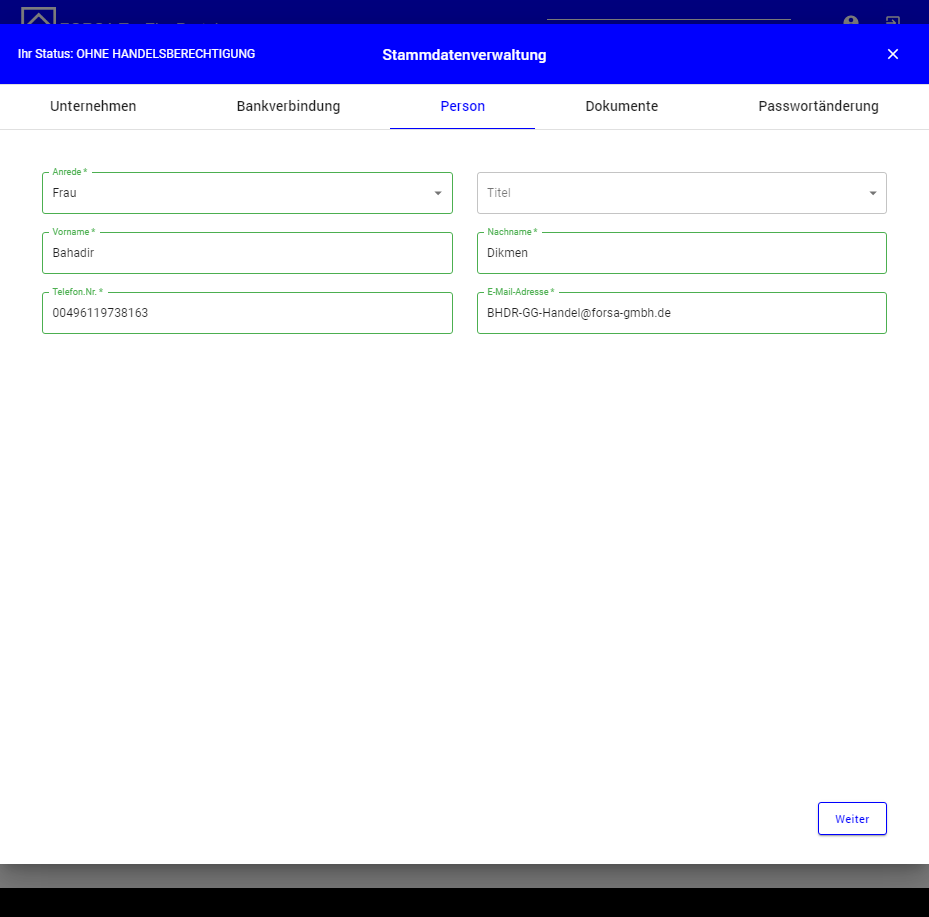 Ihr Status: OHNE HANDELSBERECHTIGUNG
Stammdatenverwaltung
Unternehmen
Bankverbindung
Person
Dokumente
Passwortänderung
Anrede *
Frau
Titel
Vorname *
Bahadir
Nachname *
Dikmen
Telefon.Nr. *
00496119738163
E-Mail-Adresse *
BHDR-GG-Handel@forsa-gmbh.de
Weiter